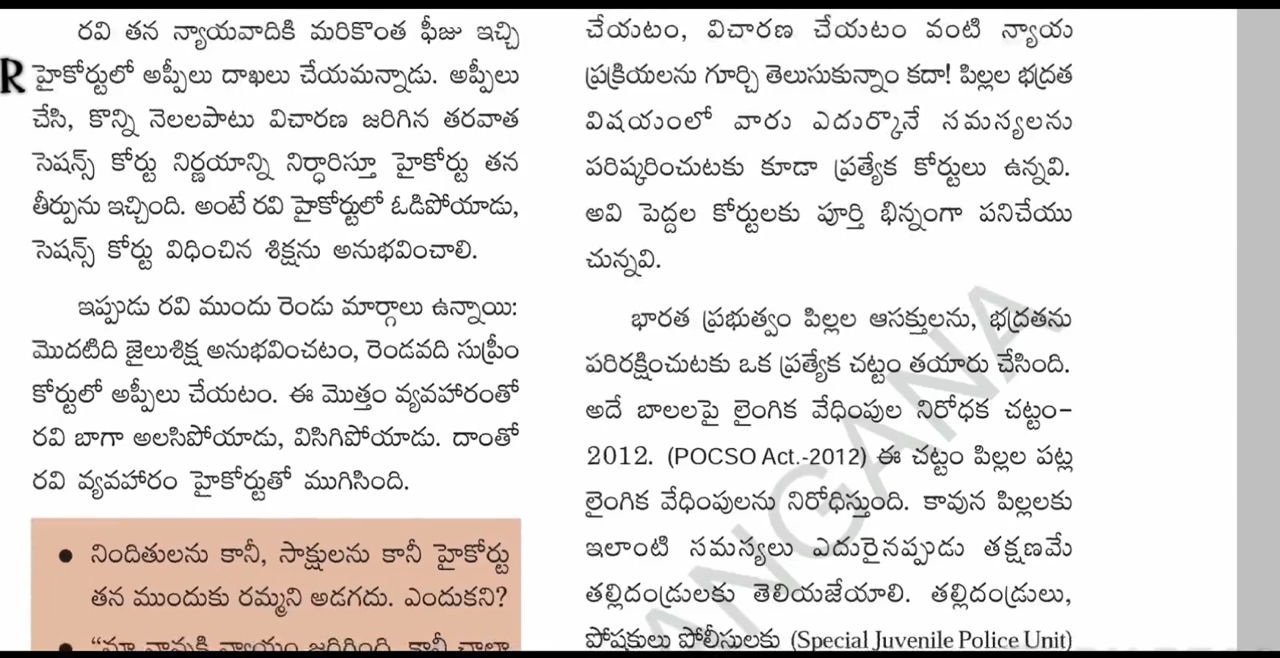 రవి తన న్యాయవాదికి మరికొంత ఫీజు ఇచ్చి
R హైకోర్టులో అప్పీలు దాఖలు చేయమన్నాడు. అప్పీలు
చేసి, కొన్ని నెలలపాటు విచారణ జరిగిన తరవాత
సెషన్స్ కోర్టు నిర్ణయాన్ని నిర్ధారిస్తూ హైకోర్టు తన
తీర్పును ఇచ్చింది. అంటే రవి హైకోర్టులో ఓడిపోయాడు,
సెషన్స్ కోర్టు విధించిన శిక్షను అనుభవించాలి.
ఇప్పుడు రవి ముందు రెండు మార్గాలు ఉన్నాయి:
మొదటిది జైలుశిక్ష అనుభవించటం, రెండవది సుప్రీం
కోర్టులో అప్పీలు చేయటం. ఈ మొత్తం వ్యవహారంతో
రవి బాగా అలసిపోయాడు, విసిగిపోయాడు. దాంతో
రవి వ్యవహారం హైకోర్టుతో ముగిసింది.
• నిందితులను కానీ, సాక్షులను కానీ హైకోర్టు
తన ముందుకు రమ్మని అడగదు. ఎందుకని?
చేయటం, విచారణ చేయటం వంటి న్యాయ
ప్రక్రియలను గూర్చి తెలుసుకున్నాం కదా! పిల్లల భద్రత
విషయంలో వారు ఎదుర్కొనే సమస్యలను
పరిష్కరించుటకు కూడా ప్రత్యేక కోర్టులు ఉన్నవి.
అవి పెద్దల కోర్టులకు పూర్తి భిన్నంగా పనిచేయు
చున్నవి.
భారత ప్రభుత్వం పిల్లల ఆసక్తులను, భద్రతను
పరిరక్షించుటకు ఒక ప్రత్యేక చట్టం తయారు చేసింది.
అదే బాలలపై లైంగిక వేధింపుల నిరోధక చట్టం-
2012. (POCSO Act.-2012) ఈ చట్టం పిల్లల పట్ల
లైంగిక వేధింపులను నిరోధిస్తుంది. కావున పిల్లలకు
ఇలాంటి సమస్యలు ఎదురైనప్పుడు తక్షణమే
తల్లిదండ్రులకు తెలియజేయాలి. తల్లిదండ్రులు,
పోషకులు పోలీసులకు (Special Juvenile Police Unit)
ANGANA